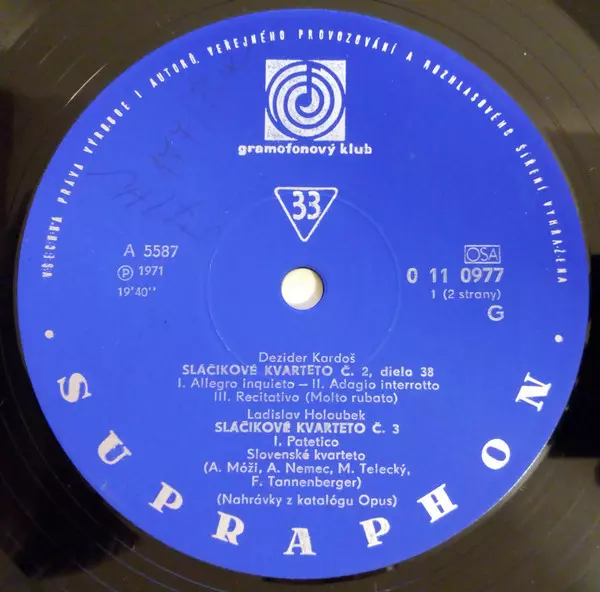 VŠECHNA PRÁVA VÝROBCE I AUTORŮ, VEŘEJNÉHO PROVOZOVÁNÍ A ROZHLASOVÉHO ŠÍŘENÍ VYHRAŽENA
gramofonový klub
33
A 5587
OSA
℗ 1971
0 11 0977
19'40''
1 (2 strany)
G
Dezider Kardoš
SLÁČIKOVÉ KVARTETO Č. 2, dielo 38
I. Allegro inquieto — II. Adagio interrotto
III. Recitativo (Molto rubato)
Ladislav Holoubek
SLÁČIKOVÉ KVARTETO Č. 3
I. Patetico
Slovenské kvarteto
(A. Móži, A. Nemec, M. Telecký,
F. Tannenberger)
(Nahrávky z katalógu Opus)
SUPRAPHON